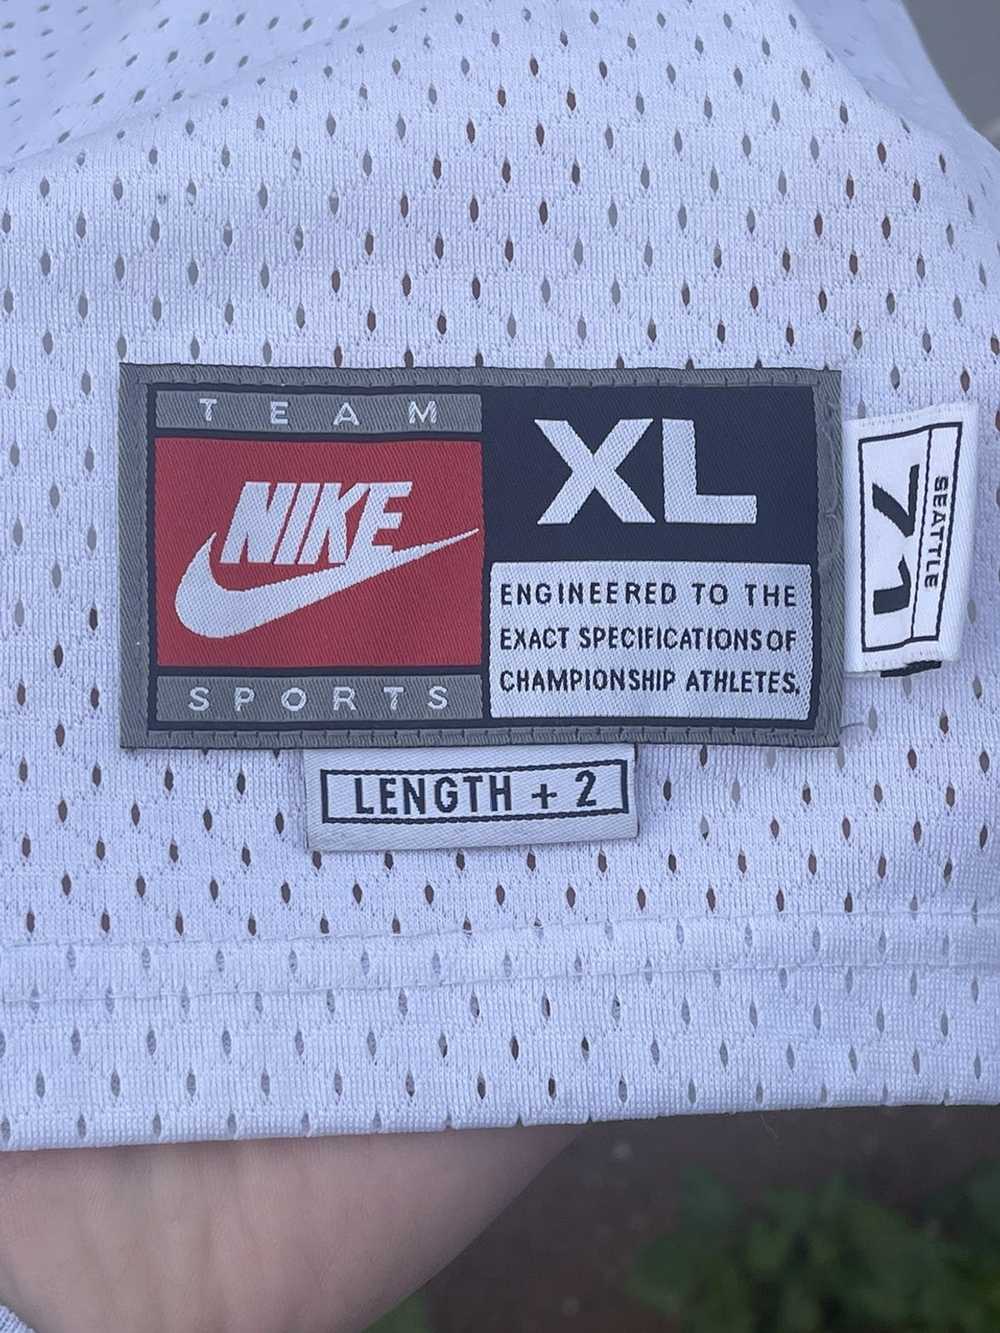 TEAM
NIKE
SPORTS
XL
ENGINEERED TO THE
EXACT SPECIFICATIONS OF
CHAMPIONSHIP ATHLETES.
LENGTH + 2
SEATTLE
71